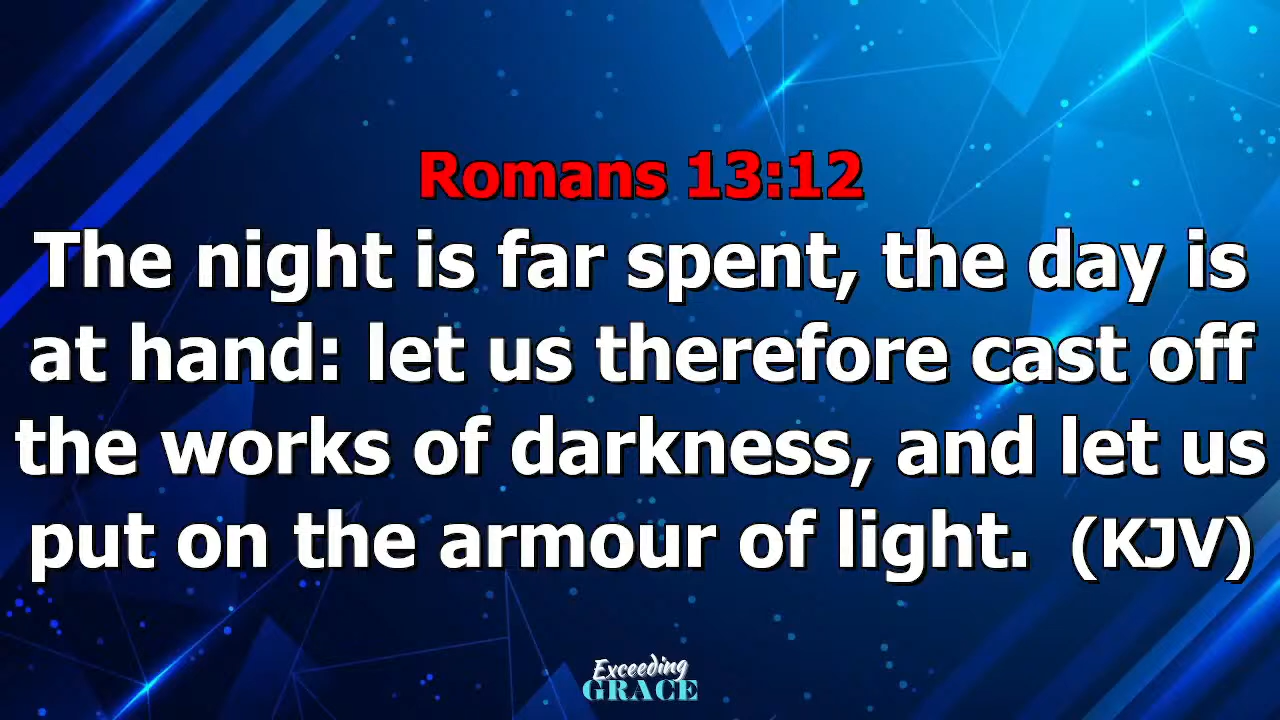 Romans 13:12
The night is far spent, the day is
at hand: let us therefore cast off
the works of darkness, and let us
put on the armour of light. (KJV)
Exceeding
GRACE